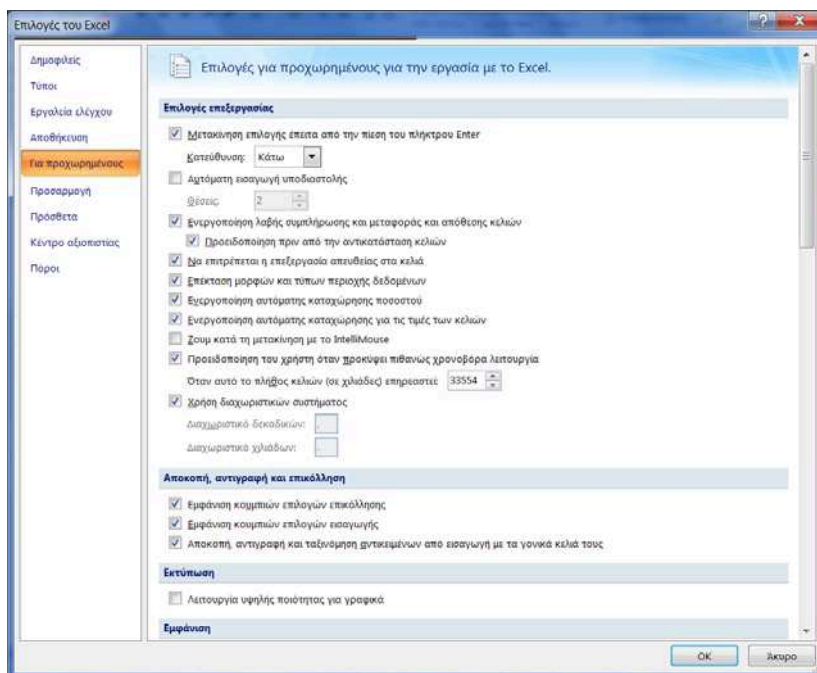 Επιλογές του Excel
Δημοφιλείς
Τύποι
Εργαλεία ελέγχου
Αποθήκευση
Για προχωρημένους
Προσαρμογή
Πρόσθετα
Κέντρο αξιοπιστίας
Πόροι
Επιλογές για προχωρημένους για την εργασία με το Excel.
Επιλογές επεξεργασίας
Μετακίνηση επιλογής έπειτα από την πίεση του πλήκτρου Enter
Κατεύθυνση: Κάτω
Αυτόματη εισαγωγή υποδιαστολής
Θέσεις: 2
Ενεργοποίηση λαβής συμπλήρωσης και μεταφοράς και απόθεσης κελιών
Προειδοποίηση πριν από την αντικατάσταση κελιών
Να επιτρέπεται η επεξεργασία απευθείας στα κελιά
Επέκταση μορφών και τύπων περιοχής δεδομένων
Ενεργοποίηση αυτόματης καταχώρησης ποσοστού
Ενεργοποίηση αυτόματης καταχώρησης για τις τιμές των κελιών
Ζουμ κατά τη μετακίνηση με το IntelliMouse
Προειδοποίηση του χρήστη όταν προκύψει πιθανώς χρονοβόρα λειτουργία
Όταν αυτό το πλήθος κελιών (σε χιλιάδες) επηρεαστεί: 33554
Χρήση διαχωριστικών συστήματος
Διαχωριστικό δεκαδικών:
Διαχωριστικό χιλιάδων:
Αποκοπή, αντιγραφή και επικόλληση
Εμφάνιση κουμπιών επιλογών επικόλλησης
Εμφάνιση κουμπιών επιλογών εισαγωγής
Αποκοπή, αντιγραφή και ταξινόμηση αντικειμένων από εισαγωγή με τα γονικά κελιά τους
Εκτύπωση
Λειτουργία υψηλής ποιότητας για γραφικά
Εμφάνιση
OK Άκυρο